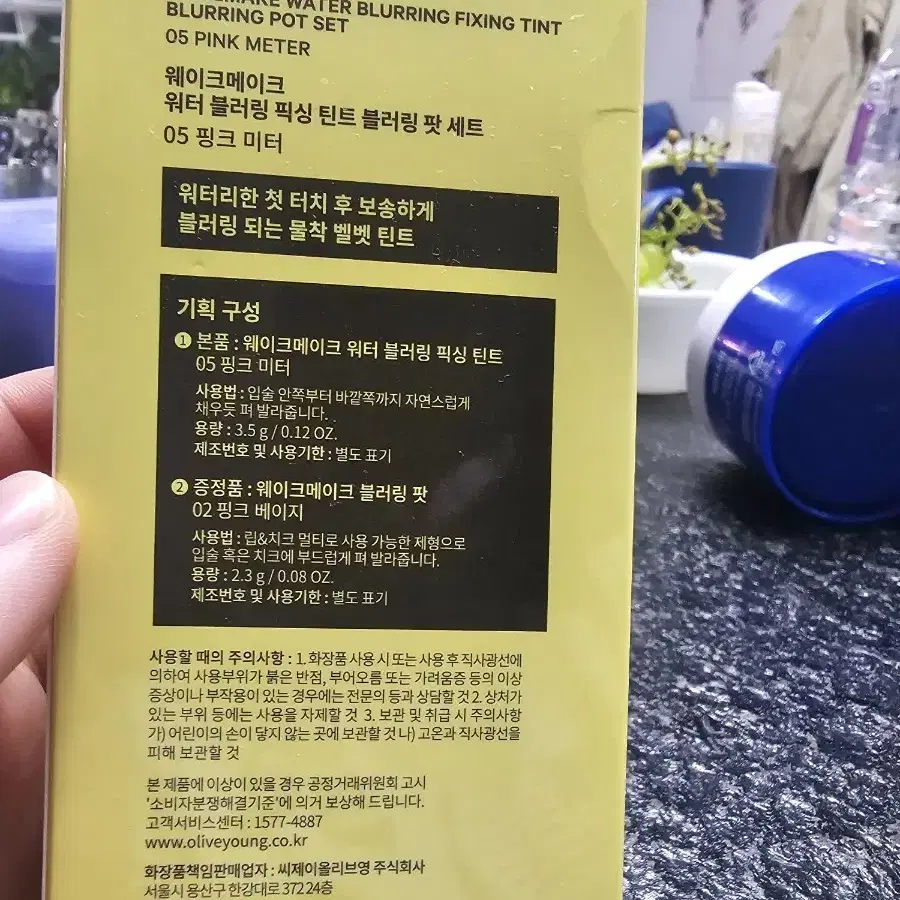 WATER BLURRING FIXING TINT
BLURRING POT SET
05 PINK METER
웨이크메이크
워터 블러링 픽싱 틴트 블러링 팟 세트
05 핑크 미터
워터리한 첫 터치 후 보송하게
블러링 되는 물착 벨벳 틴트
기획 구성
1 본품 : 웨이크메이크 워터 블러링 픽싱 틴트
05 핑크 미터
사용법 : 입술 안쪽부터 바깥쪽까지 자연스럽게
채우듯 펴 발라줍니다.
용량 : 3.5 g / 0.12 OZ.
제조번호 및 사용기한 : 별도 표기
2 증정품 : 웨이크메이크 블러링 팟
02 핑크 베이지
사용법 : 립&치크 멀티로 사용 가능한 제형으로
입술 혹은 치크에 부드럽게 펴 발라줍니다.
용량 : 2.3 g / 0.08 OZ.
제조번호 및 사용기한 : 별도 표기
사용할 때의 주의사항 : 1. 화장품 사용 시 또는 사용 후 직사광선에
의하여 사용부위가 붉은 반점, 부어오름 또는 가려움증 등의 이상
증상이나 부작용이 있는 경우에는 전문의 등과 상담할 것 2. 상처가
있는 부위 등에는 사용을 자제할 것 3. 보관 및 취급 시 주의사항
가) 어린이의 손이 닿지 않는 곳에 보관할 것 나) 고온과 직사광선을
피해 보관할 것
본 제품에 이상이 있을 경우 공정거래위원회 고시
'소비자분쟁해결기준'에 의거 보상해 드립니다.
고객서비스센터 : 1577-4887
www.oliveyoung.co.kr
화장품책임판매업자 : 씨제이올리브영 주식회사
서울시 용산구 한강대로 372 24층